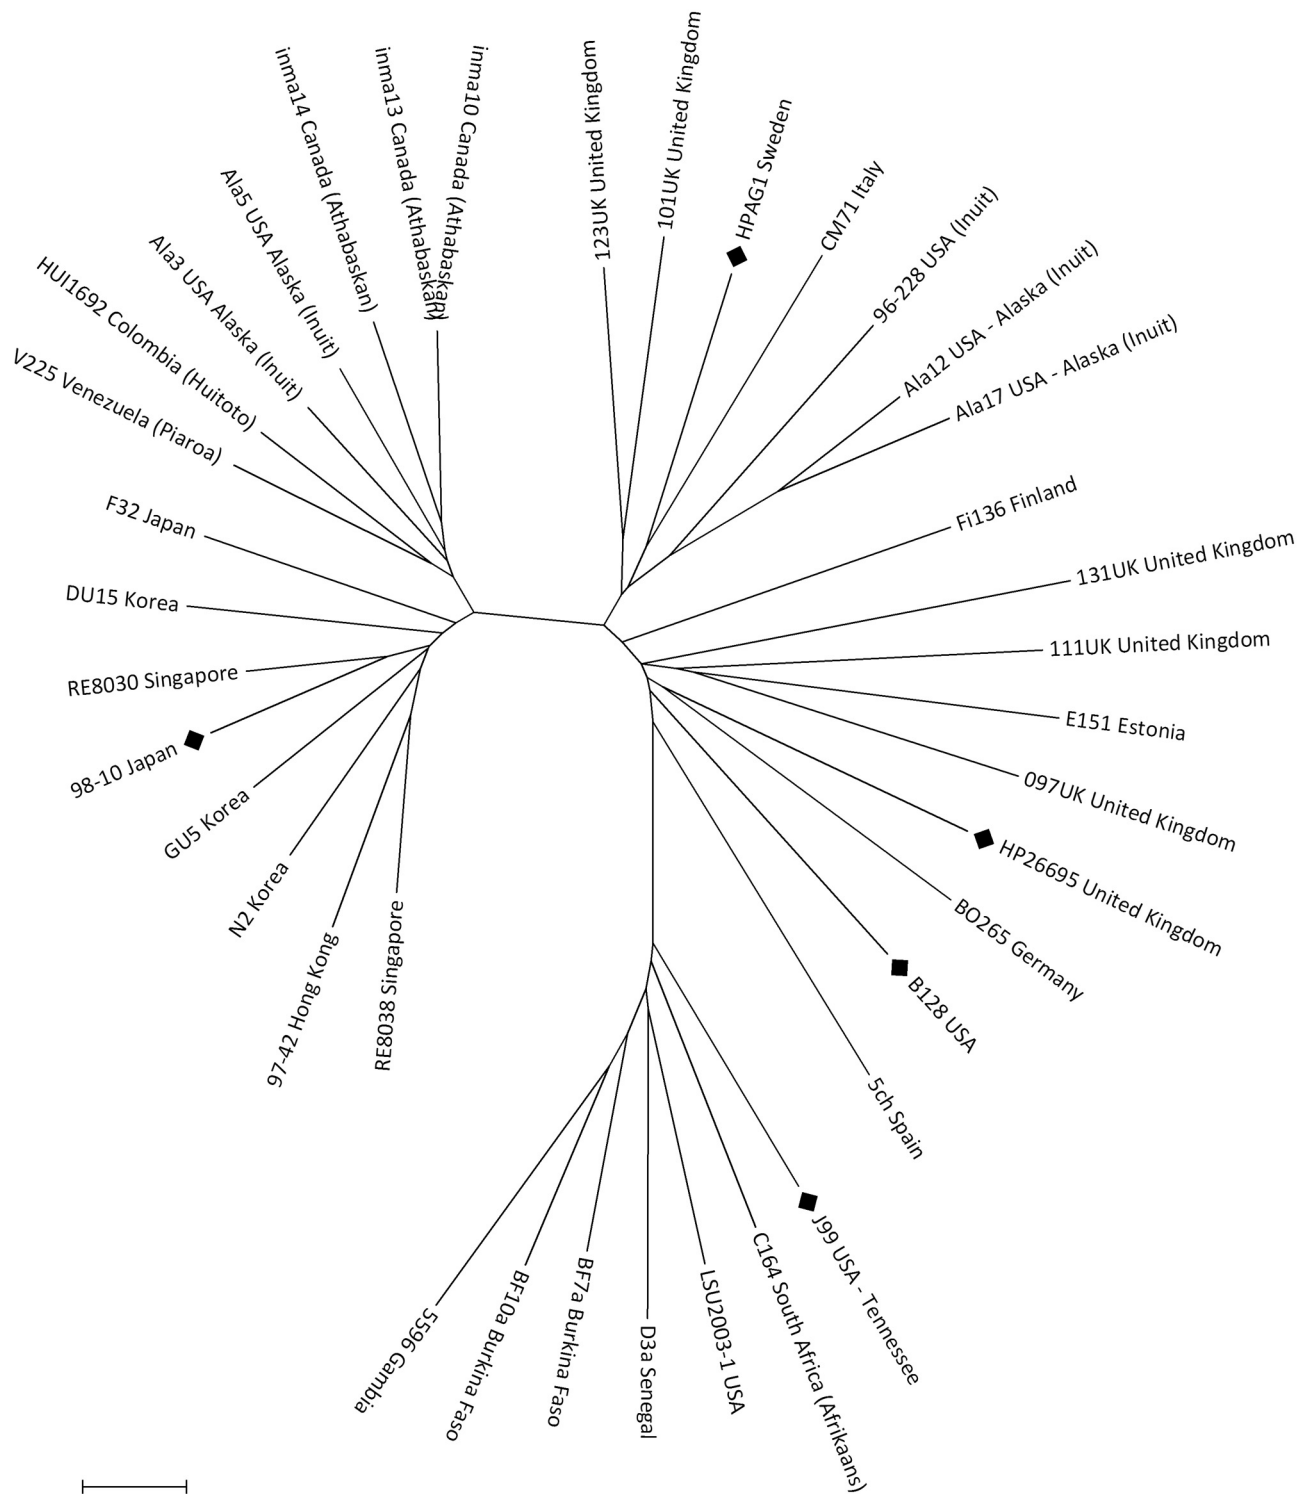 inma14 Canada (Athabaskan)
inma13 Canada (Athabaskan)
inma10 Canada (Athabaskan)
123UK United Kingdom
101UK United Kingdom
HPAG1 Sweden
CM71 Italy
96-228 USA (Inuit)
Ala12 USA - Alaska (Inuit)
Ala17 USA - Alaska (Inuit)
Fi136 Finland
131UK United Kingdom
111UK United Kingdom
E151 Estonia
097UK United Kingdom
HP26695 United Kingdom
BO265 Germany
B128 USA
5ch Spain
J99 USA - Tennessee
C164 South Africa (Afrikaans)
LSU2003-1 USA
D3a Senegal
BF7a Burkina Faso
BF10a Burkina Faso
5596 Gambia
RE8038 Singapore
97-42 Hong Kong
N2 Korea
GU5 Korea
98-10 Japan
RE8030 Singapore
DU15 Korea
F32 Japan
V225 Venezuela (Piaroa)
HUI1692 Colombia (Huitoto)
Ala3 USA Alaska (Inuit)
Ala5 USA Alaska (Inuit)